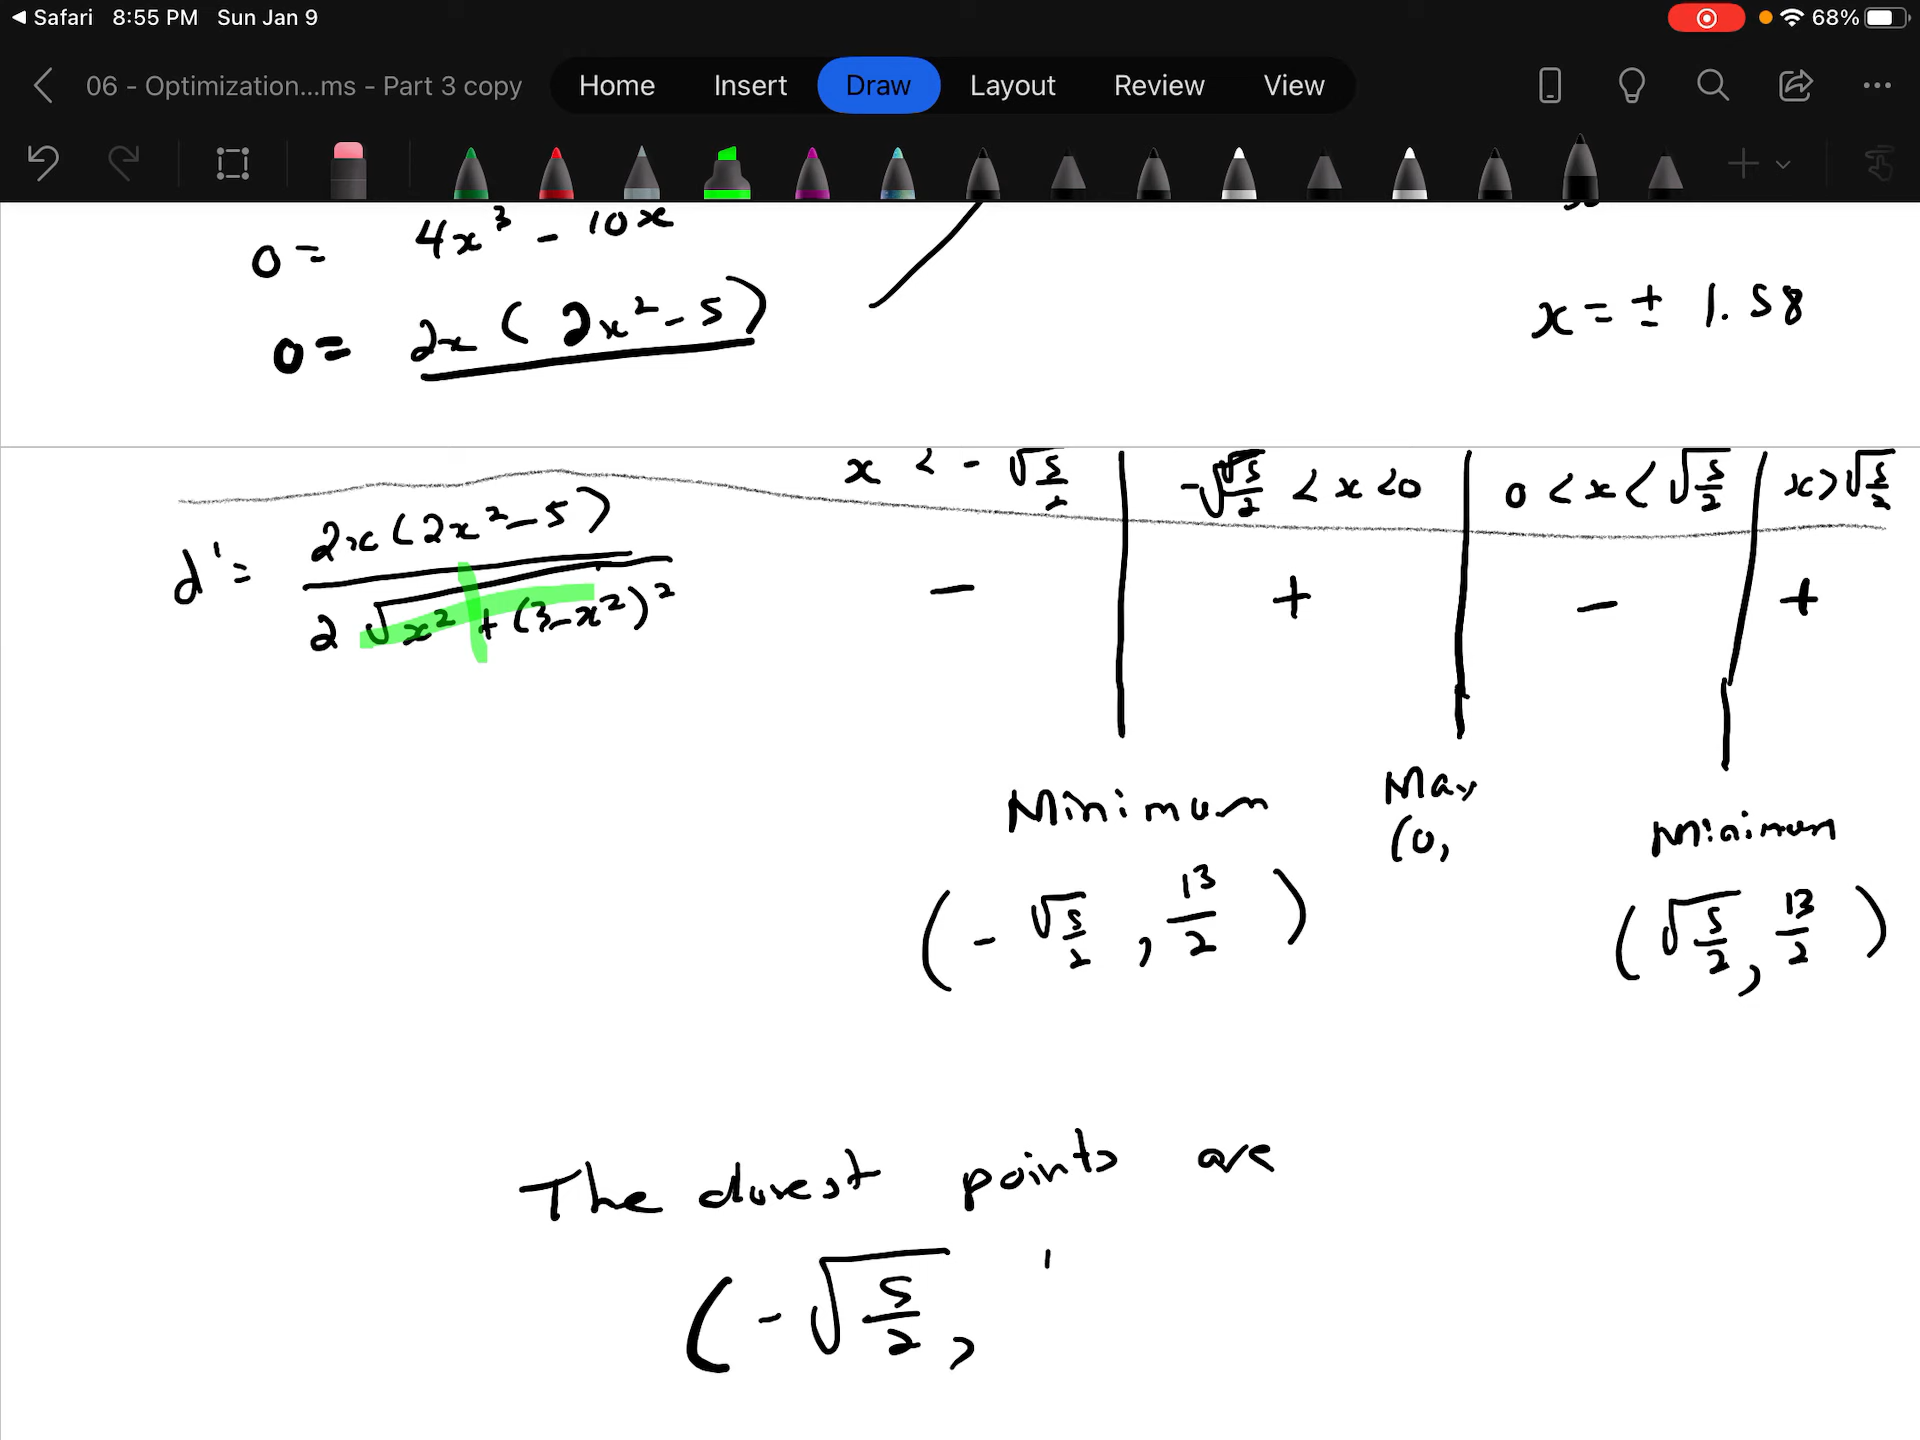 Safari 8:55 PM Sun Jan 9 68%
06 - Optimization...ms - Part 3 copy Home Insert Draw Layout Review View
0 = 4x³ - 10x
0 = 2x(2x² - 5)
x = ± 1.58
x < -√5/2 | -√5/2 < x < 0 | 0 < x < √5/2 | x > √5/2
d' = 2x(2x² - 5) / 2√x² + (3 - x²)² - + - +
Minimum Max Minimum
(-√5/2, 13/2) (0, (√5/2, 13/2)
The closest points are
(-√5/2, 1